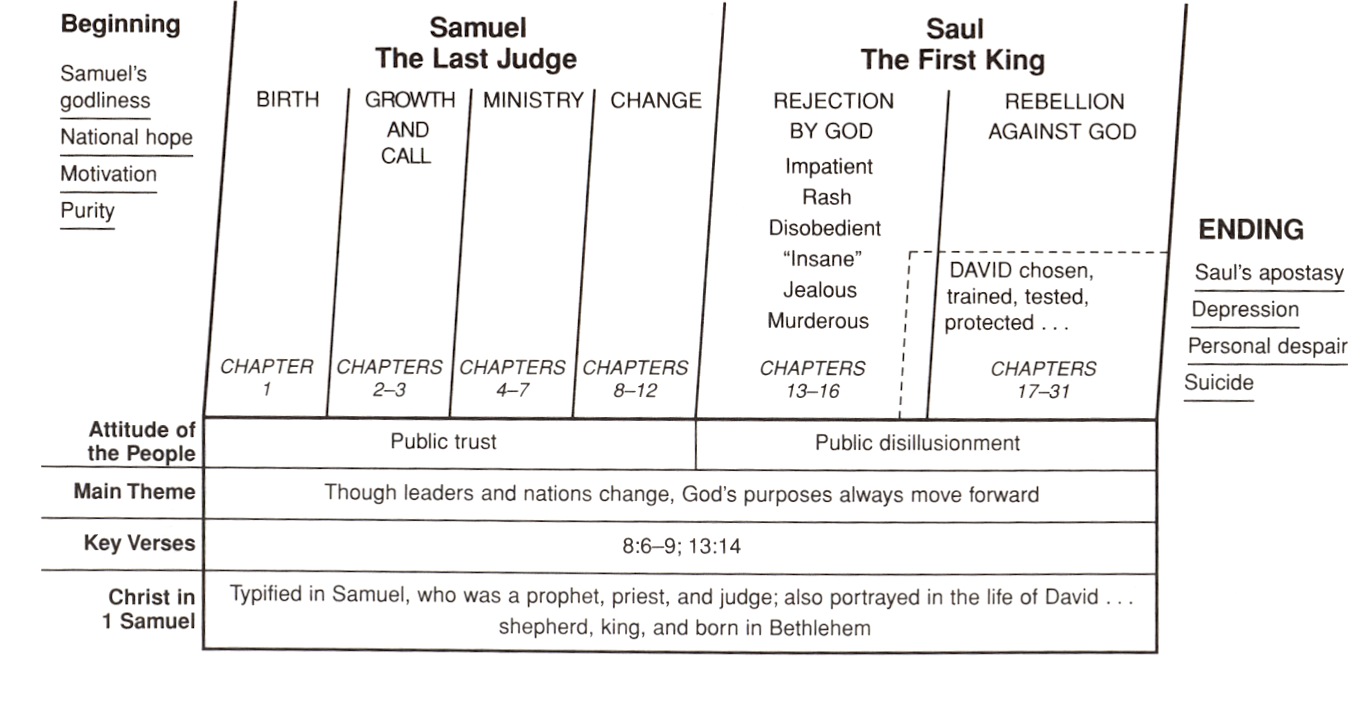 Beginning
Samuel's
godliness
National hope
Motivation
Purity
Samuel
The Last Judge
BIRTH
GROWTH
AND
CALL
MINISTRY
CHANGE
CHAPTER
1
CHAPTERS
2–3
CHAPTERS
4–7
CHAPTERS
8–12
Saul
The First King
REJECTION
BY GOD
Impatient
Rash
Disobedient
“Insane”
Jealous
Murderous
CHAPTERS
13–16
REBELLION
AGAINST GOD
DAVID chosen,
trained, tested,
protected . . .
CHAPTERS
17–31
ENDING
Saul's apostasy
Depression
Personal despair
Suicide
Attitude of
the People
Public trust
Public disillusionment
Main Theme
Though leaders and nations change, God's purposes always move forward
Key Verses
8:6–9; 13:14
Christ in
1 Samuel
Typified in Samuel, who was a prophet, priest, and judge; also portrayed in the life of David . . .
shepherd, king, and born in Bethlehem